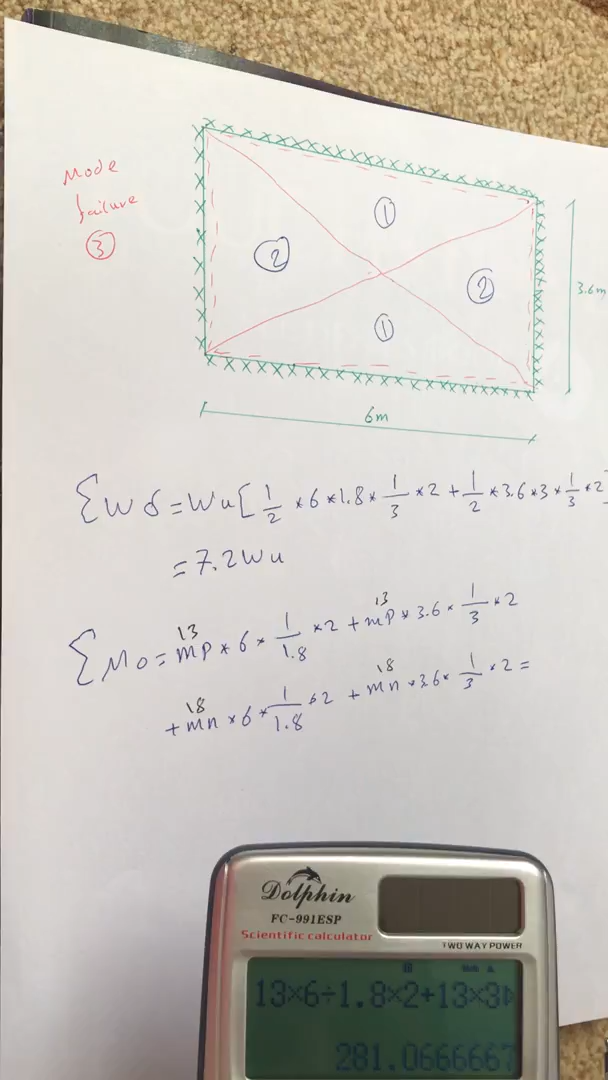 Mode
failure
3
1
2
2
1
3.6m
6m
Σwδ=Wu[1/2*6*1.8*1/3*2+1/2*3.6*3*1/3*2]
=7.2Wu
13 13
ΣMθ=mp*6*1/1.8*2+mp*3.6*1/3*2
18 18
+mn*6*1/1.8*2+mn*3.6*1/3*2=
Dolphin
FC-991ESP
Scientific calculator
TWO WAY POWER
13×6÷1.8×2+13×3
281.0666667